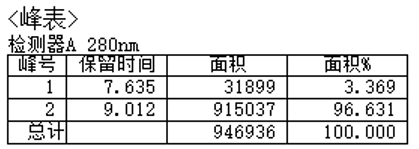 <峰表>
检测器A 280nm
峰号 保留时间 面积 面积%
1 7.635 31899 3.369
2 9.012 915037 96.631
总计 946936 100.000